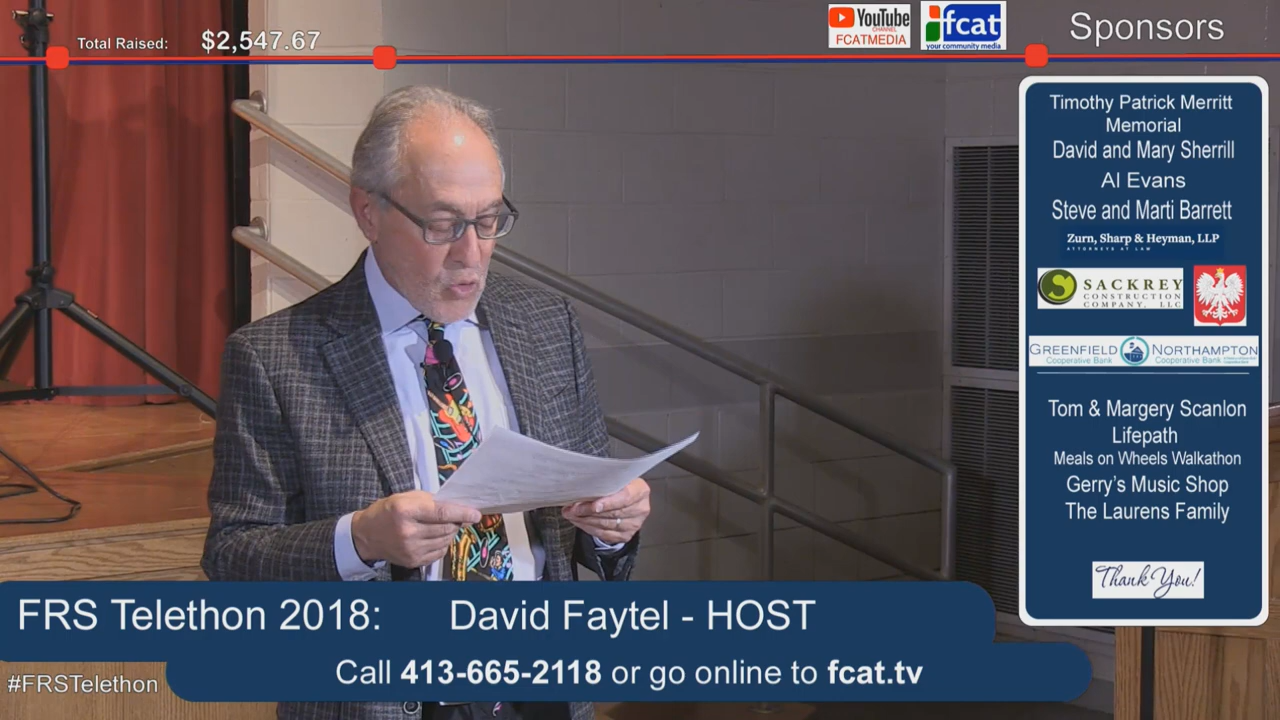 Total Raised: $2,547.67
YouTube
CHANNEL
FCATMEDIA
fcat
your community media
Sponsors
Timothy Patrick Merritt
Memorial
David and Mary Sherrill
Al Evans
Steve and Marti Barrett
Zurn, Sharp & Heyman, LLP
ATTORNEYS AT LAW
SACKREY
CONSTRUCTION
COMPANY, LLC
GREENFIELD
Cooperative Bank
NORTHAMPTON
Cooperative Bank
Tom & Margery Scanlon
Lifepath
Meals on Wheels Walkathon
Gerry's Music Shop
The Laurens Family
Thank You!
FRS Telethon 2018: David Faytel - HOST
Call 413-665-2118 or go online to fcat.tv
#FRSTelethon